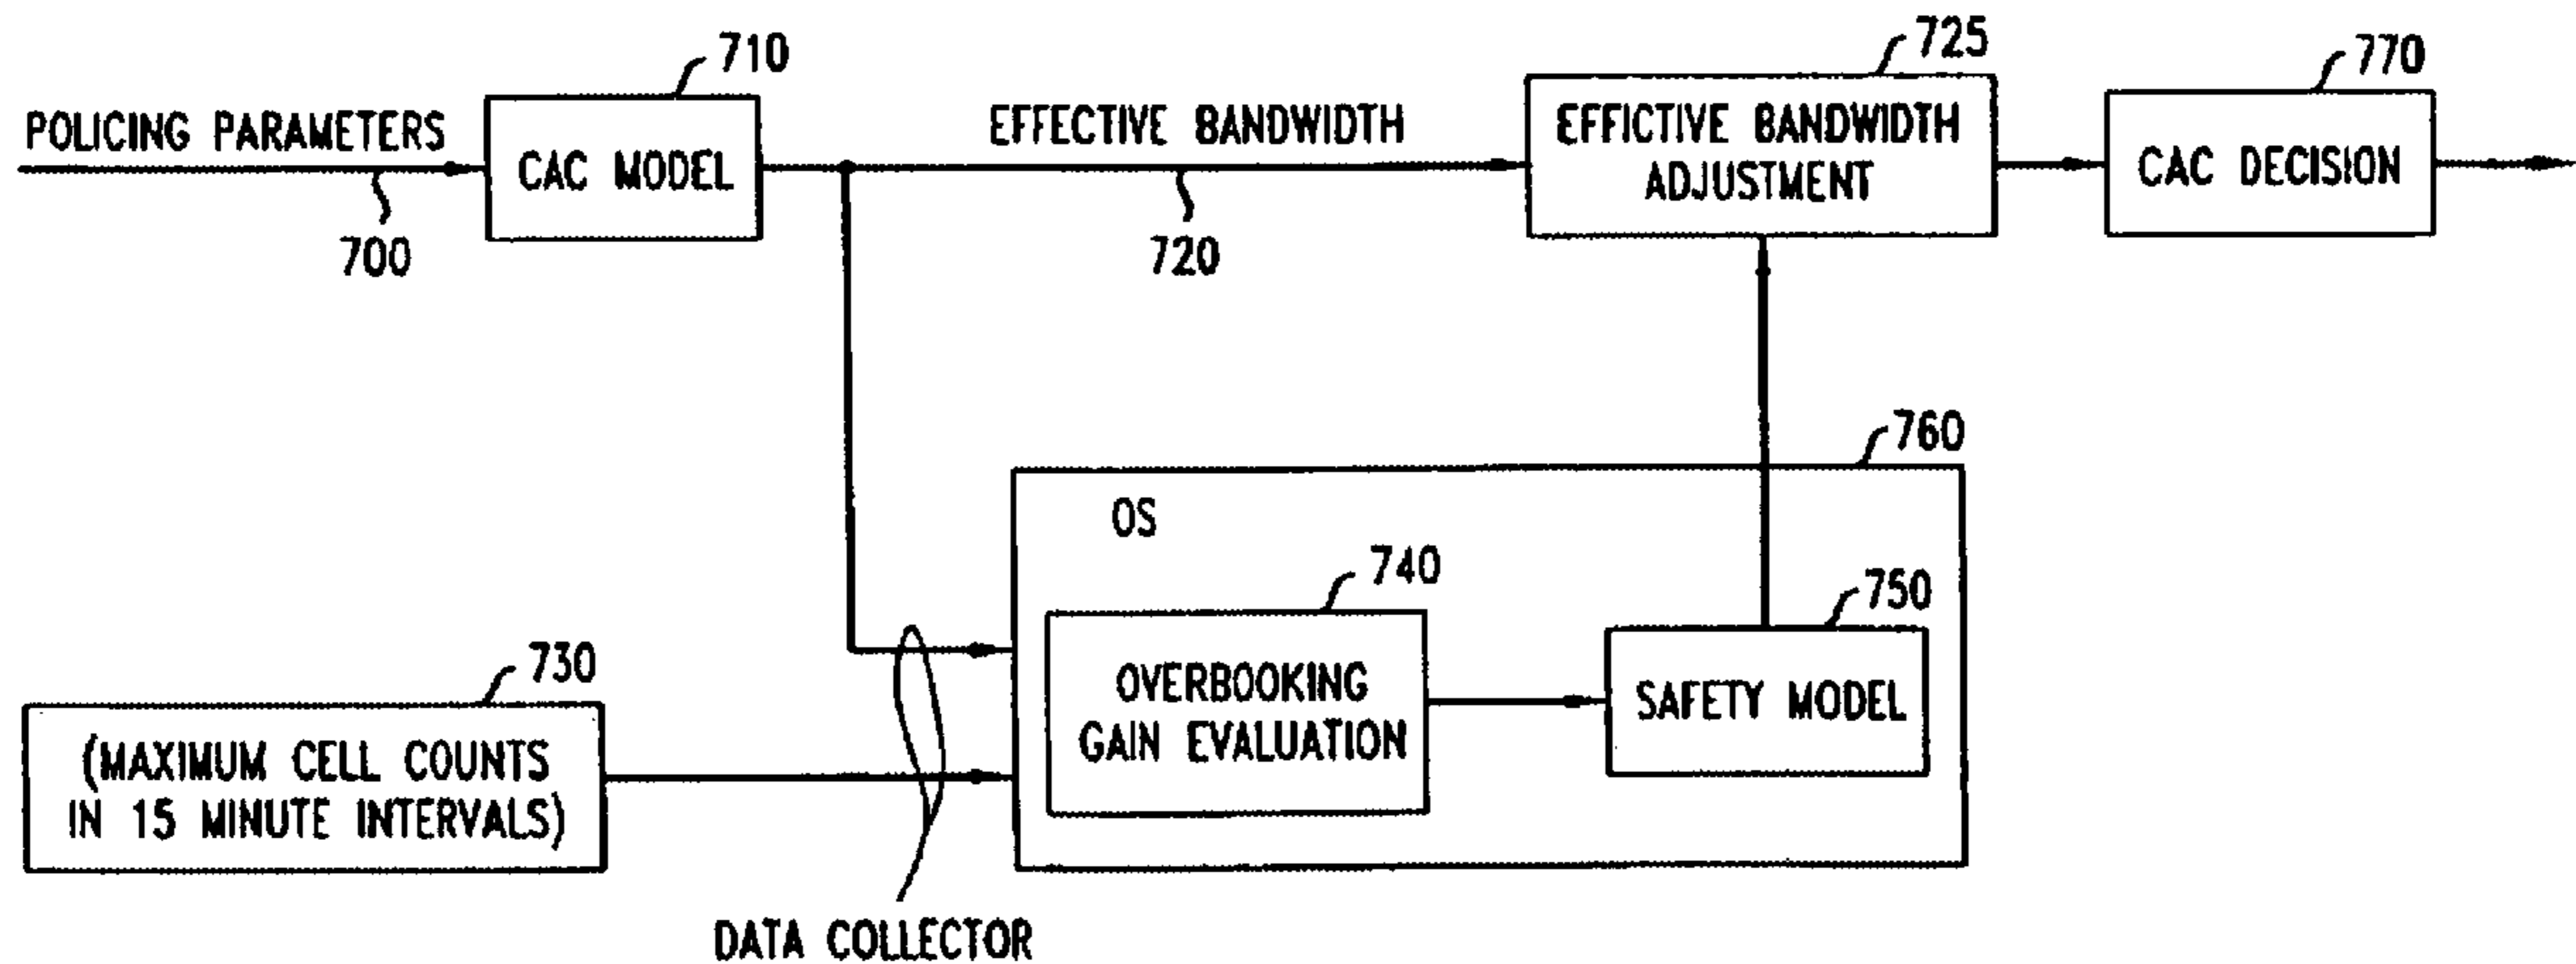 710
725
770
POLICING PARAMETERS
CAC MODEL
EFFECTIVE BANDWIDTH
EFFICTIVE BANDWIDTH
ADJUSTMENT
CAC DECISION
700
720
760
OS
740
750
730
OVERBOOKING
GAIN EVALUATION
SAFETY MODEL
(MAXIMUM CELL COUNTS
IN 15 MINUTE INTERVALS)
DATA COLLECTOR